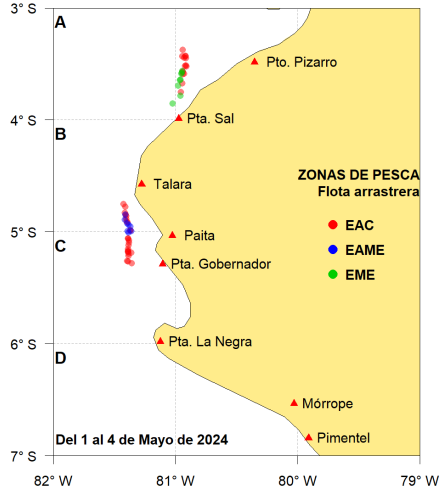 3° S
A
Pto. Pizarro
4° S
Pta. Sal
B
ZONAS DE PESCA
Flota arrastrera
Talara
EAC
5° S
Paita
EAME
C
Pta. Gobernador
EME
6° S
Pta. La Negra
D
Mórrope
Del 1 al 4 de Mayo de 2024
Pimentel
7° S
82° W
81° W
80° W
79° W